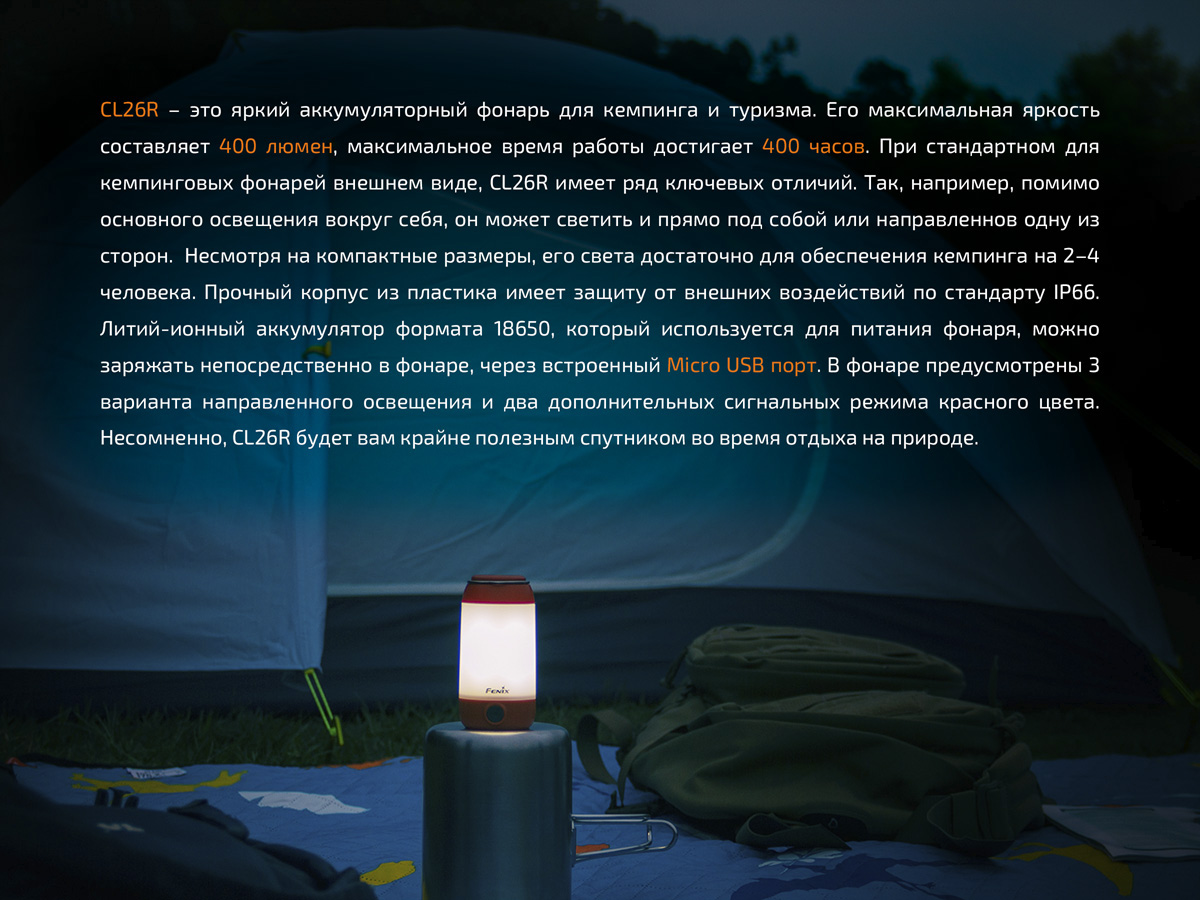 CL26R – это яркий аккумуляторный фонарь для кемпинга и туризма. Его максимальная яркость
составляет 400 люмен, максимальное время работы достигает 400 часов. При стандартном для
кемпинговых фонарей внешнем виде, CL26R имеет ряд ключевых отличий. Так, например, помимо
основного освещения вокруг себя, он может светить и прямо под собой или направленнов одну из
сторон. Несмотря на компактные размеры, его света достаточно для обеспечения кемпинга на 2–4
человека. Прочный корпус из пластика имеет защиту от внешних воздействий по стандарту IP66.
Литий-ионный аккумулятор формата 18650, который используется для питания фонаря, можно
заряжать непосредственно в фонаре, через встроенный Micro USB порт. В фонаре предусмотрены 3
варианта направленного освещения и два дополнительных сигнальных режима красного цвета.
Несомненно, CL26R будет вам крайне полезным спутником во время отдыха на природе.
FENIX